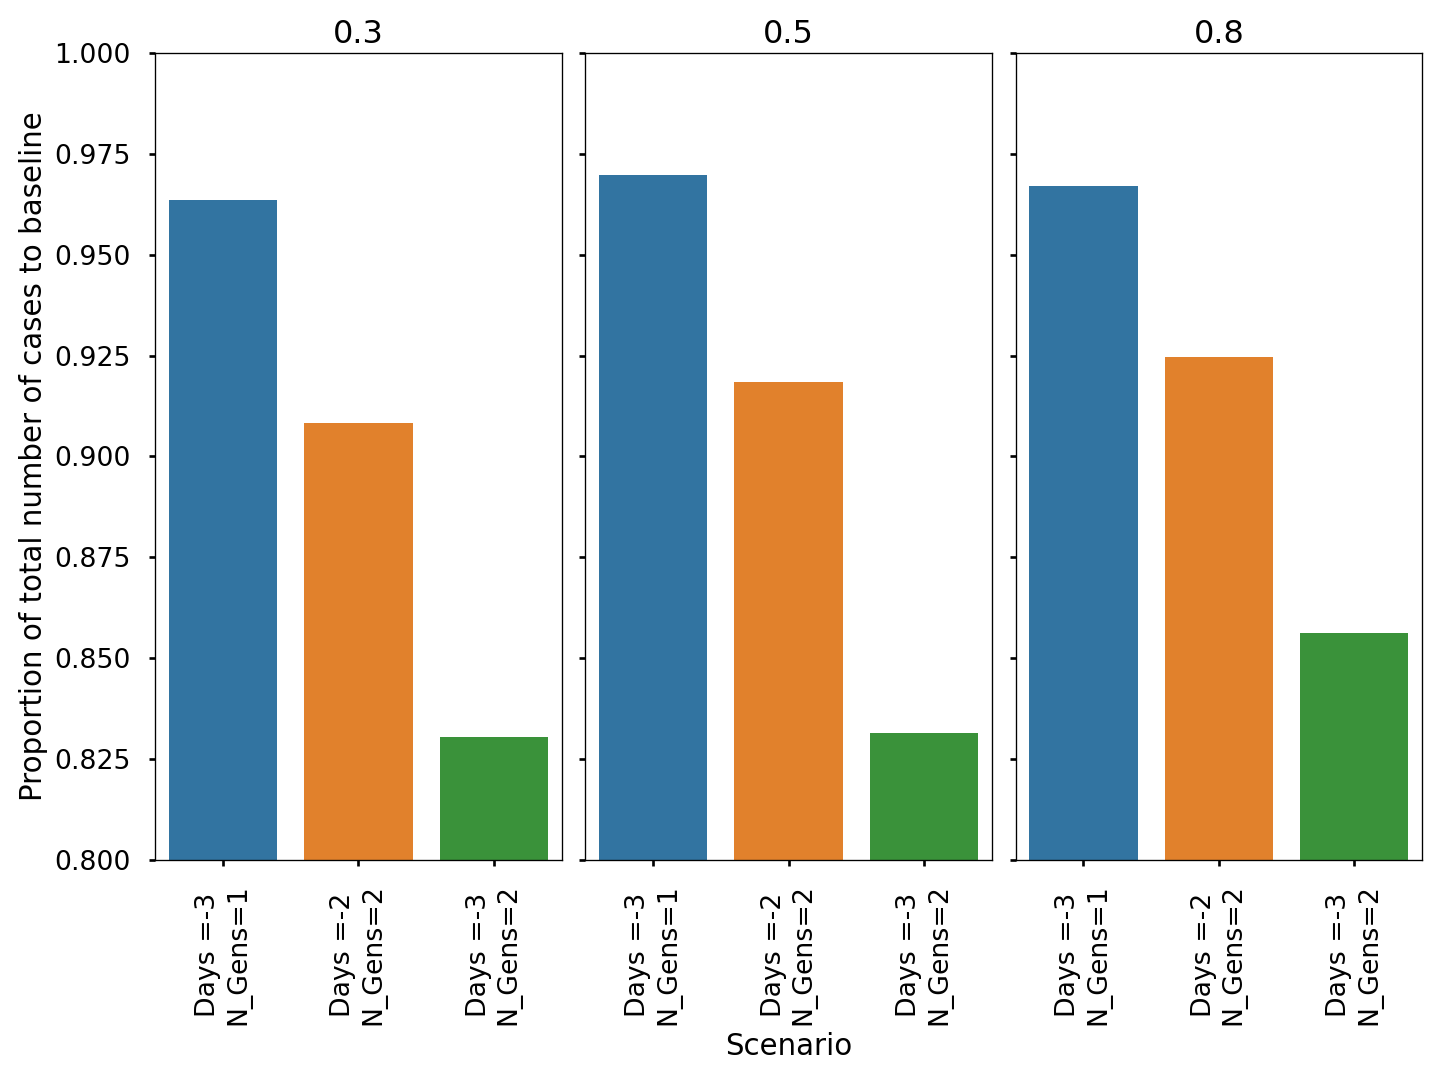 0.3
0.5
0.8
Proportion of total number of cases to baseline
1.000
0.975
0.950
0.925
0.900
0.875
0.850
0.825
0.800
Days =-3
N_Gens=1
Days =-2
N_Gens=2
Days =-3
N_Gens=2
Days =-3
N_Gens=1
Days =-2
N_Gens=2
Days =-3
N_Gens=2
Days =-3
N_Gens=1
Days =-2
N_Gens=2
Days =-3
N_Gens=2
Scenario